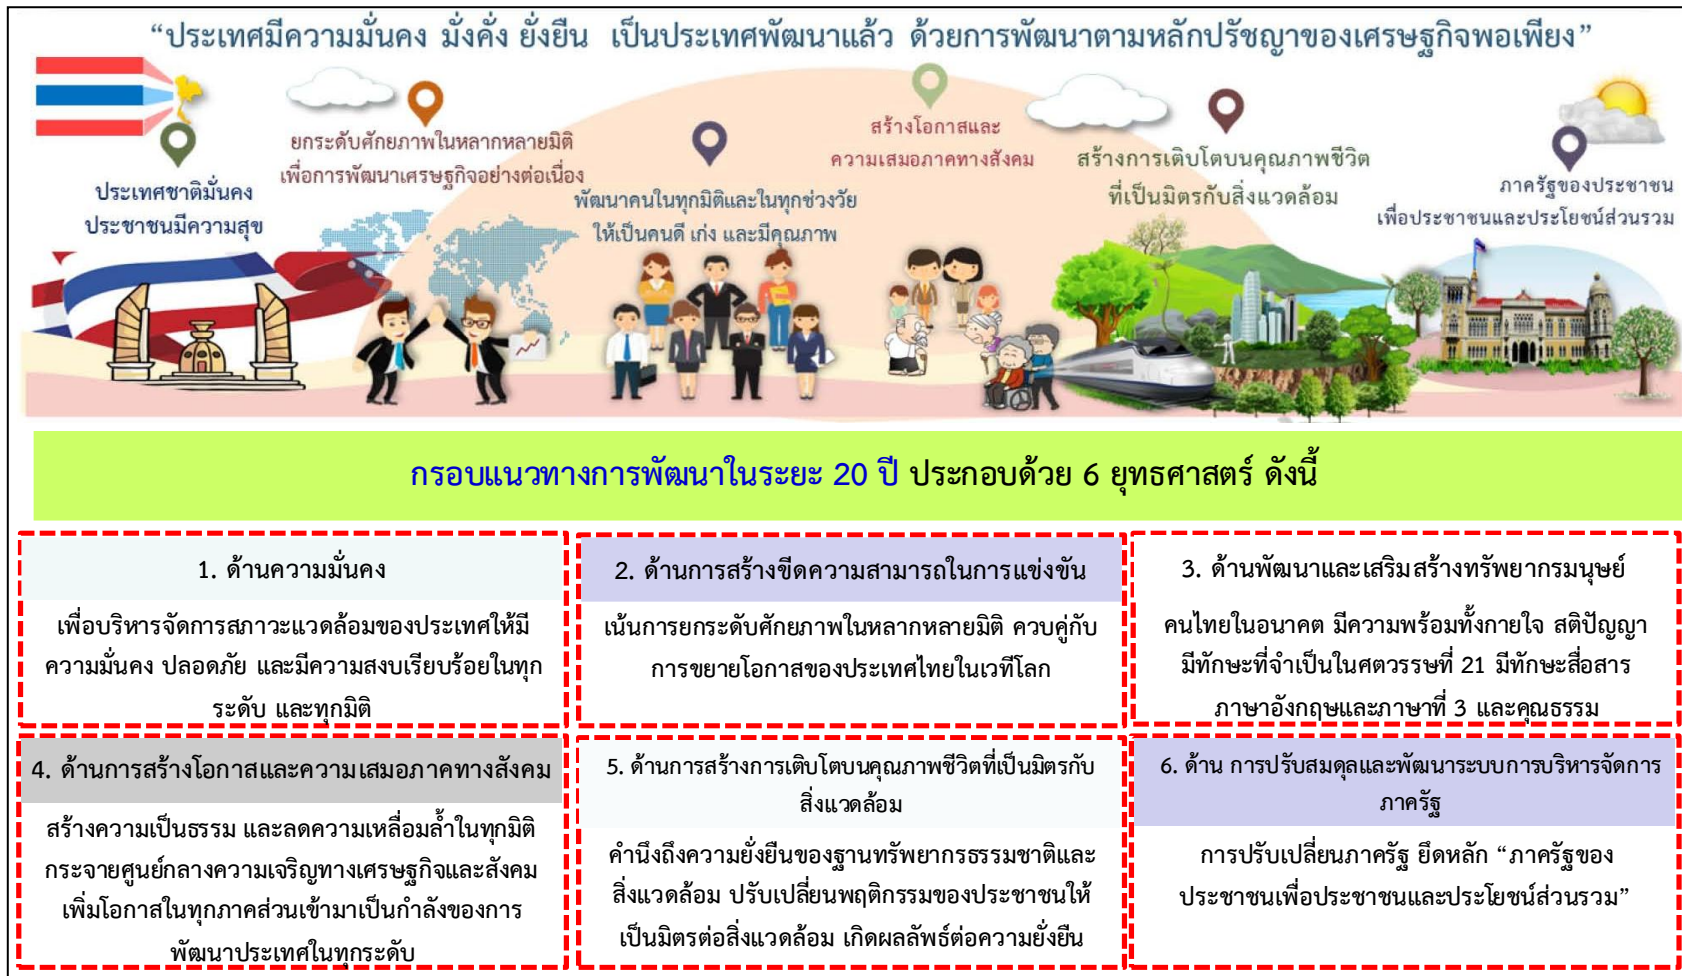 “ประเทศมีความมั่นคง มั่งคั่ง ยั่งยืน เป็นประเทศพัฒนาแล้ว ด้วยการพัฒนาตามหลักปรัชญาของเศรษฐกิจพอเพียง”
ประเทศชาติมั่นคง
ประชาชนมีความสุข
ยกระดับศักยภาพในหลากหลายมิติ
เพื่อการพัฒนาเศรษฐกิจอย่างต่อเนื่อง
พัฒนาคนในทุกมิติและในทุกช่วงวัย
ให้เป็นคนดี เก่ง และมีคุณภาพ
สร้างโอกาสและ
ความเสมอภาคทางสังคม
สร้างการเติบโตบนคุณภาพชีวิต
ที่เป็นมิตรกับสิ่งแวดล้อม
ภาครัฐของประชาชน
เพื่อประชาชนและประโยชน์ส่วนรวม
กรอบแนวทางการพัฒนาในระยะ 20 ปี ประกอบด้วย 6 ยุทธศาสตร์ ดังนี้
1. ด้านความมั่นคง
เพื่อบริหารจัดการสภาวะแวดล้อมของประเทศให้มี
ความมั่นคง ปลอดภัย และมีความสงบเรียบร้อยในทุก
ระดับ และทุกมิติ
2. ด้านการสร้างขีดความสามารถในการแข่งขัน
เน้นการยกระดับศักยภาพในหลากหลายมิติ ควบคู่กับ
การขยายโอกาสของประเทศไทยในเวทีโลก
3. ด้านพัฒนาและเสริมสร้างทรัพยากรมนุษย์
คนไทยในอนาคต มีความพร้อมทั้งกายใจ สติปัญญา
มีทักษะที่จำเป็นในศตวรรษที่ 21 มีทักษะสื่อสาร
ภาษาอังกฤษและภาษาที่ 3 และคุณธรรม
4. ด้านการสร้างโอกาสและความเสมอภาคทางสังคม
สร้างความเป็นธรรม และลดความเหลื่อมล้ำในทุกมิติ
กระจายศูนย์กลางความเจริญทางเศรษฐกิจและสังคม
เพิ่มโอกาสในทุกภาคส่วนเข้ามาเป็นกำลังของการ
พัฒนาประเทศในทุกระดับ
5. ด้านการสร้างการเติบโตบนคุณภาพชีวิตที่เป็นมิตรกับ
สิ่งแวดล้อม
คำนึงถึงความยั่งยืนของฐานทรัพยากรธรรมชาติและ
สิ่งแวดล้อม ปรับเปลี่ยนพฤติกรรมของประชาชนให้
เป็นมิตรต่อสิ่งแวดล้อม เกิดผลลัพธ์ต่อความยั่งยืน
6. ด้าน การปรับสมดุลและพัฒนาระบบการบริหารจัดการ
ภาครัฐ
การปรับเปลี่ยนภาครัฐ ยึดหลัก “ภาครัฐของ
ประชาชนเพื่อประชาชนและประโยชน์ส่วนรวม”